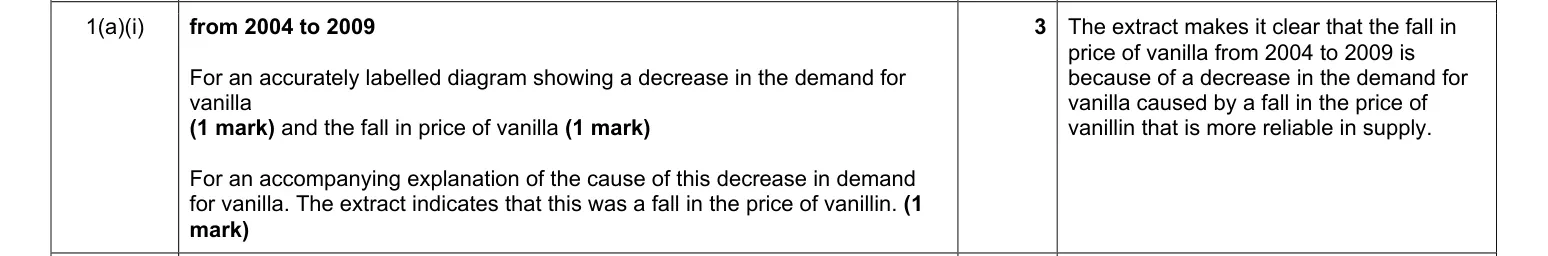 1(a)(i)
from 2004 to 2009
For an accurately labelled diagram showing a decrease in the demand for
vanilla
(1 mark) and the fall in price of vanilla (1 mark)
For an accompanying explanation of the cause of this decrease in demand
for vanilla. The extract indicates that this was a fall in the price of vanillin. (1
mark)
3
The extract makes it clear that the fall in
price of vanilla from 2004 to 2009 is
because of a decrease in the demand for
vanilla caused by a fall in the price of
vanillin that is more reliable in supply.